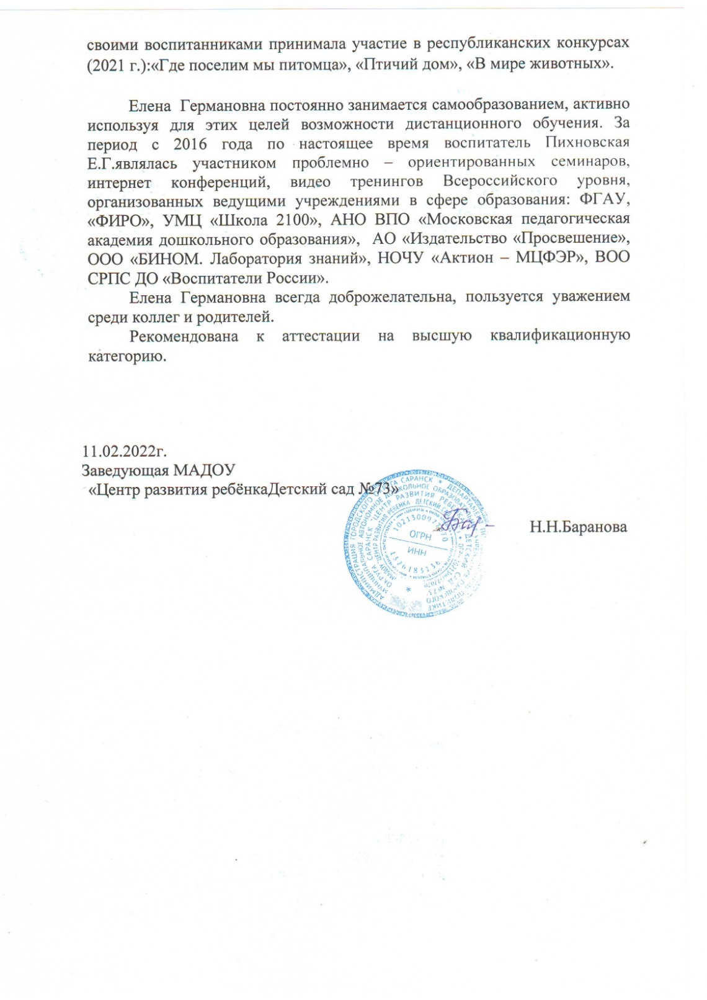 своими воспитанниками принимала участие в республиканских конкурсах
(2021 г.):«Где поселим мы питомца», «Птичий дом», «В мире животных».
Елена Германовна постоянно занимается самообразованием, активно
используя для этих целей возможности дистанционного обучения. За
период с 2016 года по настоящее время воспитатель Пихновская
Е.Г.являлась участником проблемно – ориентированных семинаров,
интернет конференций, видео тренингов Всероссийского уровня,
организованных ведущими учреждениями в сфере образования: ФГАУ,
«ФИРО», УМЦ «Школа 2100», АНО ВПО «Московская педагогическая
академия дошкольного образования», АО «Издательство «Просвешение»,
ООО «БИНОМ. Лаборатория знаний», НОЧУ «Актион – МЦФЭР», ВОО
СРПС ДО «Воспитатели России».
Елена Германовна всегда доброжелательна, пользуется уважением
среди коллег и родителей.
Рекомендована к аттестации на высшую квалификационную
категорию.
11.02.2022г.
Заведующая МАДОУ
«Центр развития ребёнкаДетский сад №73»
Н.Н.Баранова
ОГРН
ИНН
1326183136